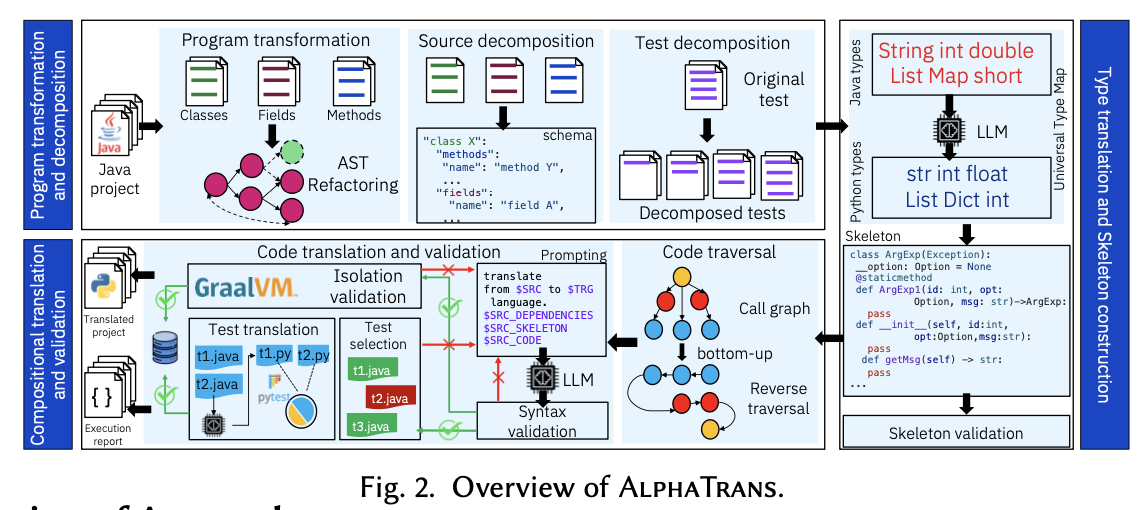 Program transformation
and decomposition
Java
Java
project
Program transformation
Classes
Fields
Methods
AST
Refactoring
Source decomposition
schema
"class X":
"methods":
"name": "method Y",
...
"fields":
"name": "field A",
...
Test decomposition
Original
test
Decomposed tests
Type translation and Skeleton construction
Java types
String int double
List Map short
LLM
Universal Type Map
Python types
str int float
List Dict int
Skeleton
class ArgExp(Exception):
__option: Option = None
@staticmethod
def ArgExp1(id: int, opt:
Option, msg: str)->ArgExp:
pass
def __init__(self, id:int,
opt:Option,msg:str):
pass
def getMsg(self) -> str:
pass
...
Skeleton validation
Compositional translation
and validation
Translated
project
{ }
Execution
report
Code translation and validation
GraalVM™
Isolation
validation
Test translation
t1.java
t2.java
t1.py
t2.py
pytest
Test
selection
t1.java
t2.java
t3.java
Prompting
translate
from $SRC to $TRG
language.
$SRC_DEPENDENCIES
$SRC_SKELETON
$SRC_CODE
LLM
Syntax
validation
Code traversal
Call graph
bottom-up
Reverse
traversal
Fig. 2. Overview of AlphaTrans.